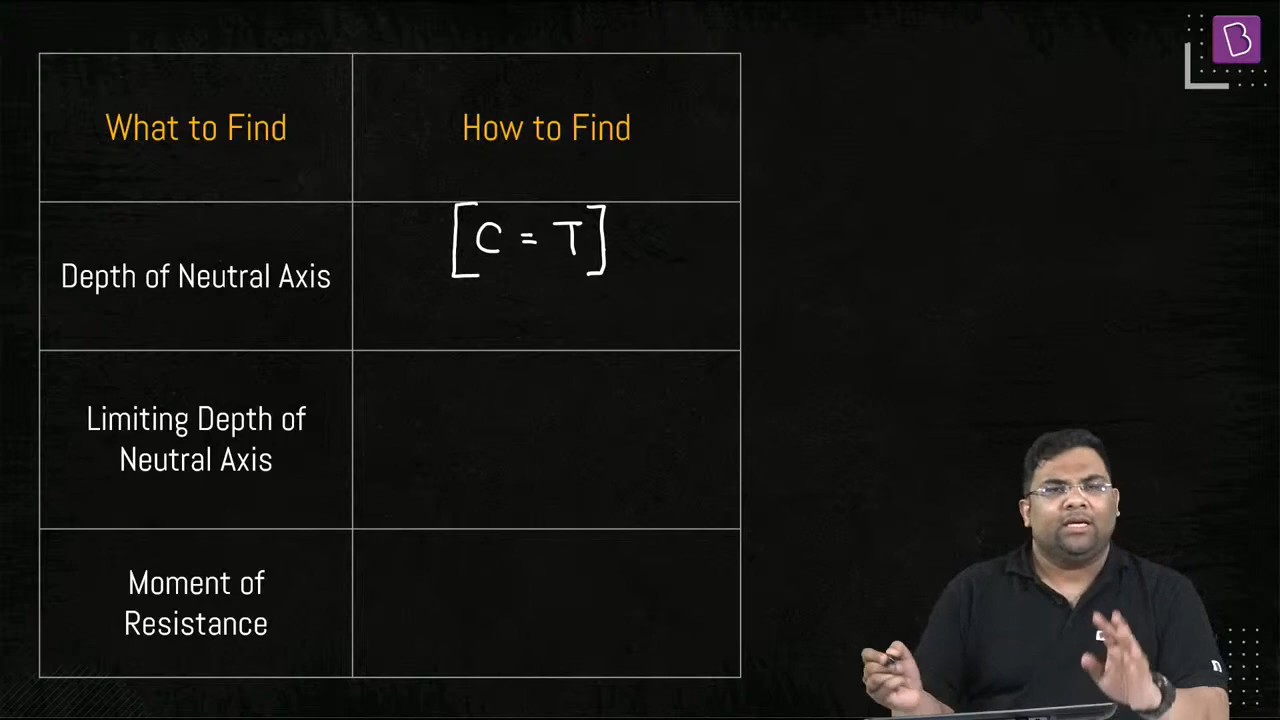 What to Find
How to Find
Depth of Neutral Axis
[C = T]
Limiting Depth of
Neutral Axis
Moment of
Resistance
B
n